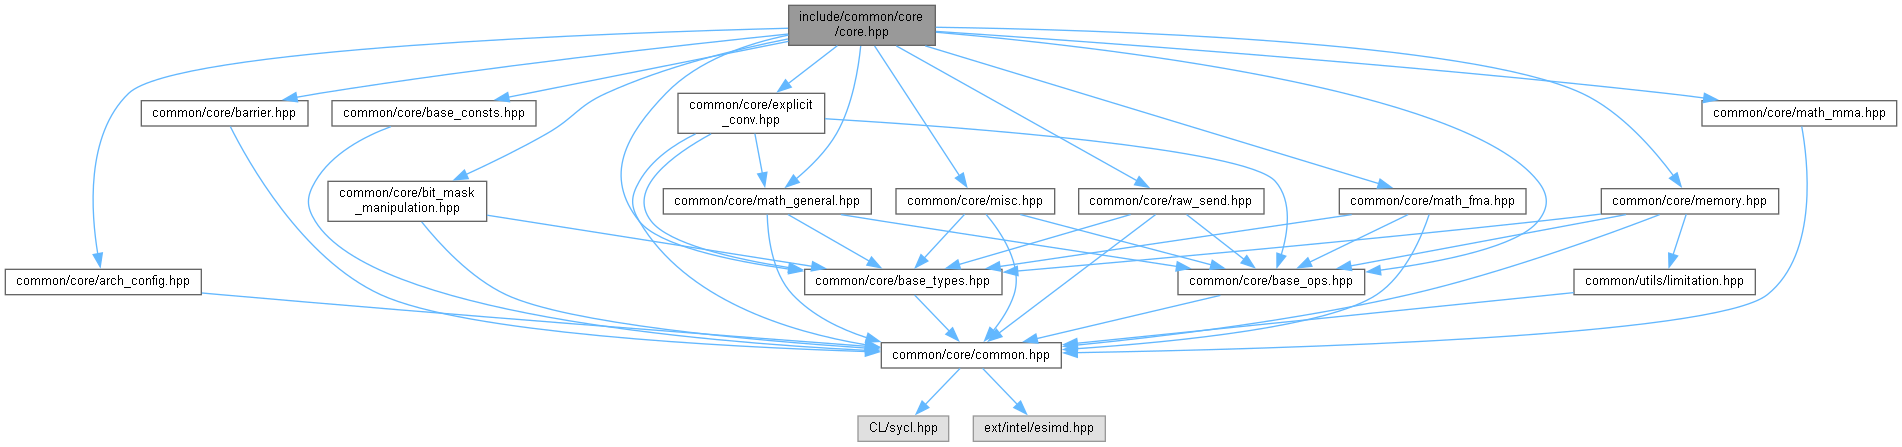 include/common/core
/core.hpp
common/core/barrier.hpp
common/core/base_consts.hpp
common/core/explicit
_conv.hpp
common/core/math_mma.hpp
common/core/bit_mask
_manipulation.hpp
common/core/math_general.hpp
common/core/misc.hpp
common/core/raw_send.hpp
common/core/math_fma.hpp
common/core/memory.hpp
common/core/arch_config.hpp
common/core/base_types.hpp
common/core/base_ops.hpp
common/utils/limitation.hpp
common/core/common.hpp
CL/sycl.hpp
ext/intel/esimd.hpp